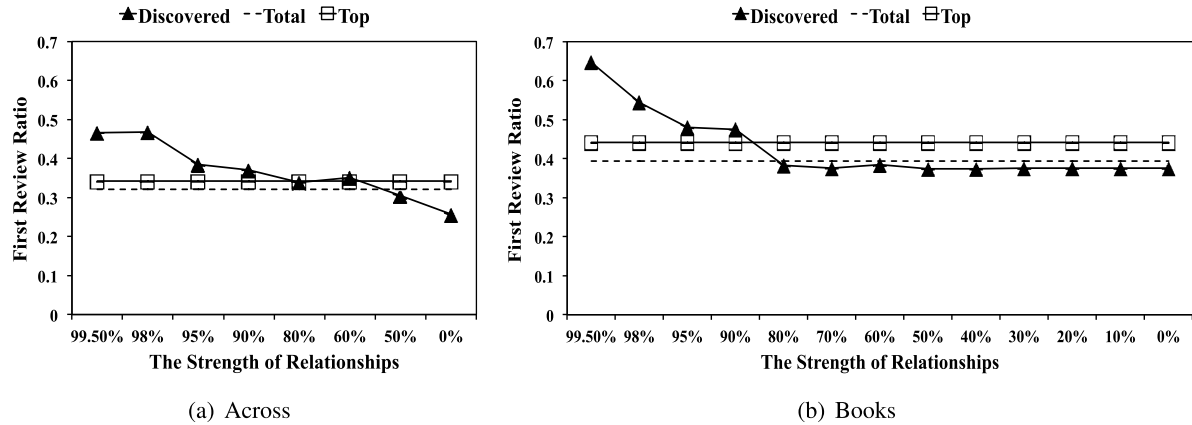 Discovered Total Top
0.7
0.6
0.5
0.4
0.3
0.2
0.1
0
First Review Ratio
99.50% 98% 95% 90% 80% 60% 50% 0%
The Strength of Relationships
(a) Across
Discovered Total Top
0.7
0.6
0.5
0.4
0.3
0.2
0.1
0
First Review Ratio
99.50% 98% 95% 90% 80% 70% 60% 50% 40% 30% 20% 10% 0%
The Strength of Relationships
(b) Books